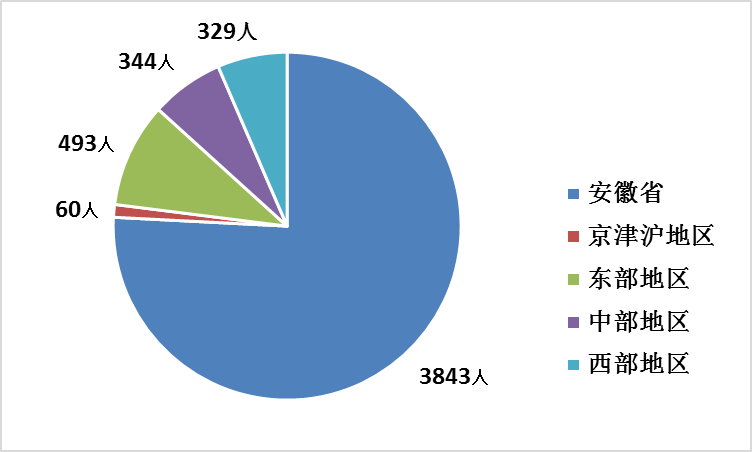 329人
344人
493人
60人
3843人
安徽省
京津沪地区
东部地区
中部地区
西部地区